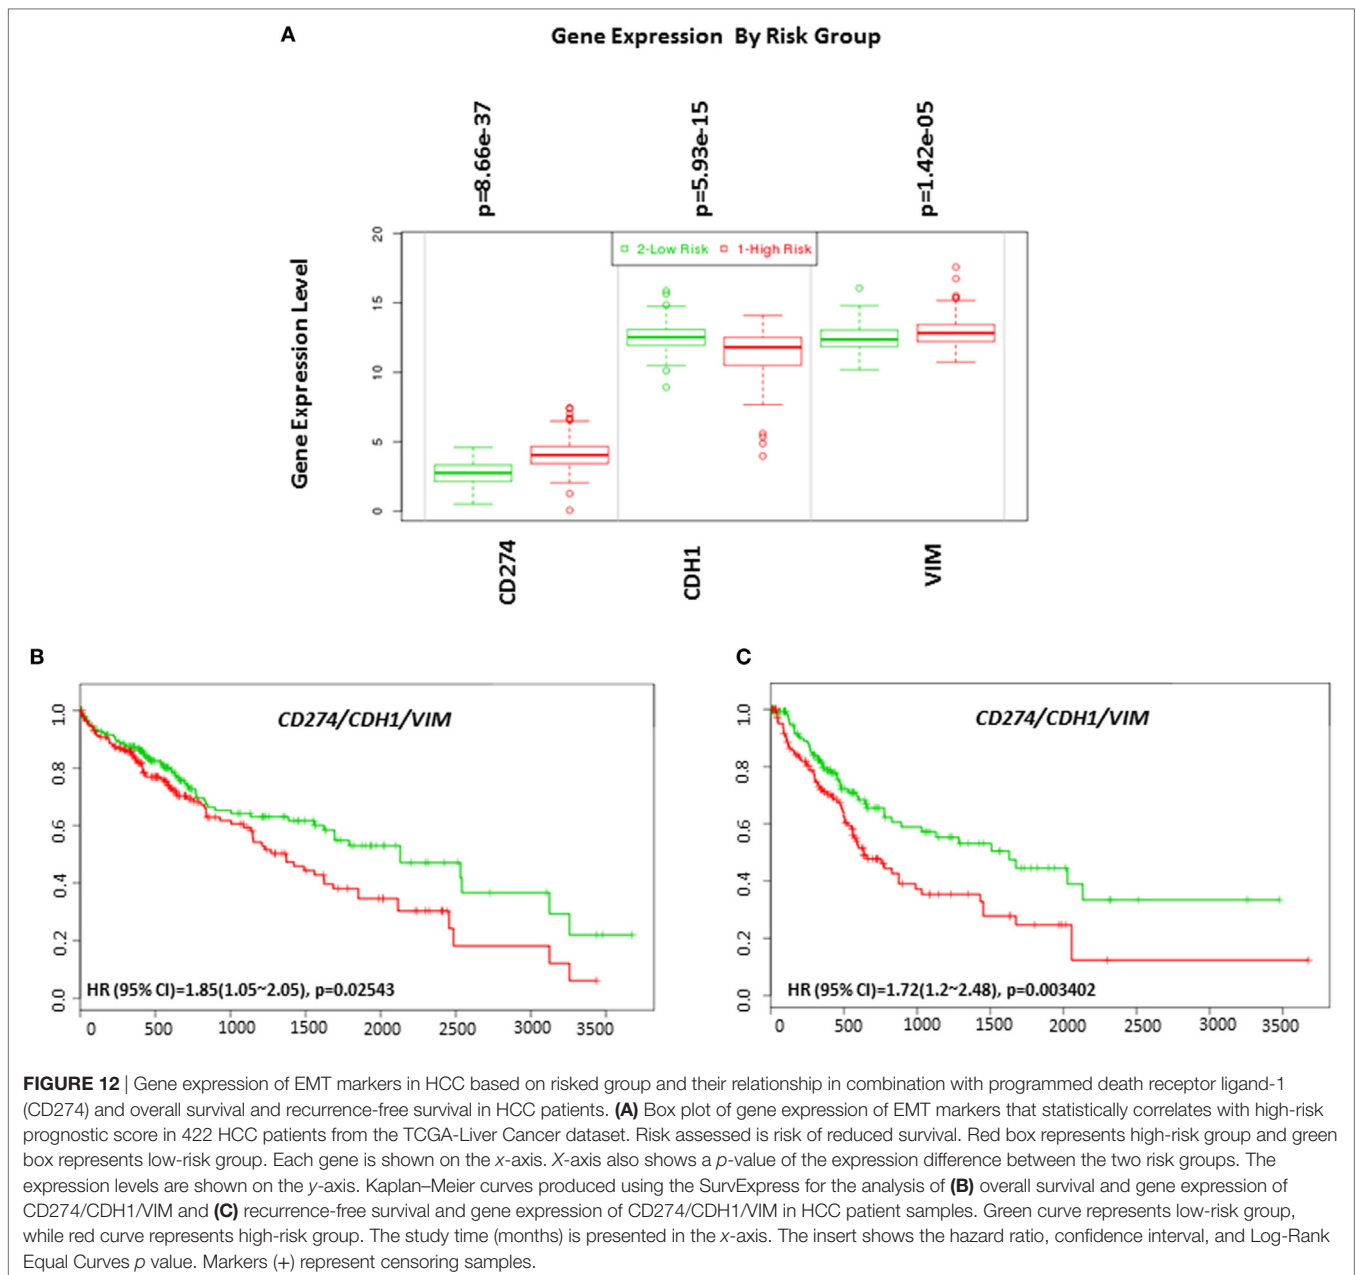 A
Gene Expression By Risk Group
p=8.66e-37
p=5.93e-15
p=1.42e-05
Gene Expression Level
20
15
10
5
0
2-Low Risk 1-High Risk
CD274
CDH1
VIM
B
CD274/CDH1/VIM
1.0
0.8
0.6
0.4
0.2
0.0
HR (95% CI)=1.85(1.05~2.05), p=0.02543
0 500 1000 1500 2000 2500 3000 3500
C
CD274/CDH1/VIM
1.0
0.8
0.6
0.4
0.2
0.0
HR (95% CI)=1.72(1.2~2.48), p=0.003402
0 500 1000 1500 2000 2500 3000 3500
FIGURE 12 | Gene expression of EMT markers in HCC based on risked group and their relationship in combination with programmed death receptor ligand-1
(CD274) and overall survival and recurrence-free survival in HCC patients. (A) Box plot of gene expression of EMT markers that statistically correlates with high-risk
prognostic score in 422 HCC patients from the TCGA-Liver Cancer dataset. Risk assessed is risk of reduced survival. Red box represents high-risk group and green
box represents low-risk group. Each gene is shown on the x-axis. X-axis also shows a p-value of the expression difference between the two risk groups. The
expression levels are shown on the y-axis. Kaplan–Meier curves produced using the SurvExpress for the analysis of (B) overall survival and gene expression of
CD274/CDH1/VIM and (C) recurrence-free survival and gene expression of CD274/CDH1/VIM in HCC patient samples. Green curve represents low-risk group,
while red curve represents high-risk group. The study time (months) is presented in the x-axis. The insert shows the hazard ratio, confidence interval, and Log-Rank
Equal Curves p value. Markers (+) represent censoring samples.